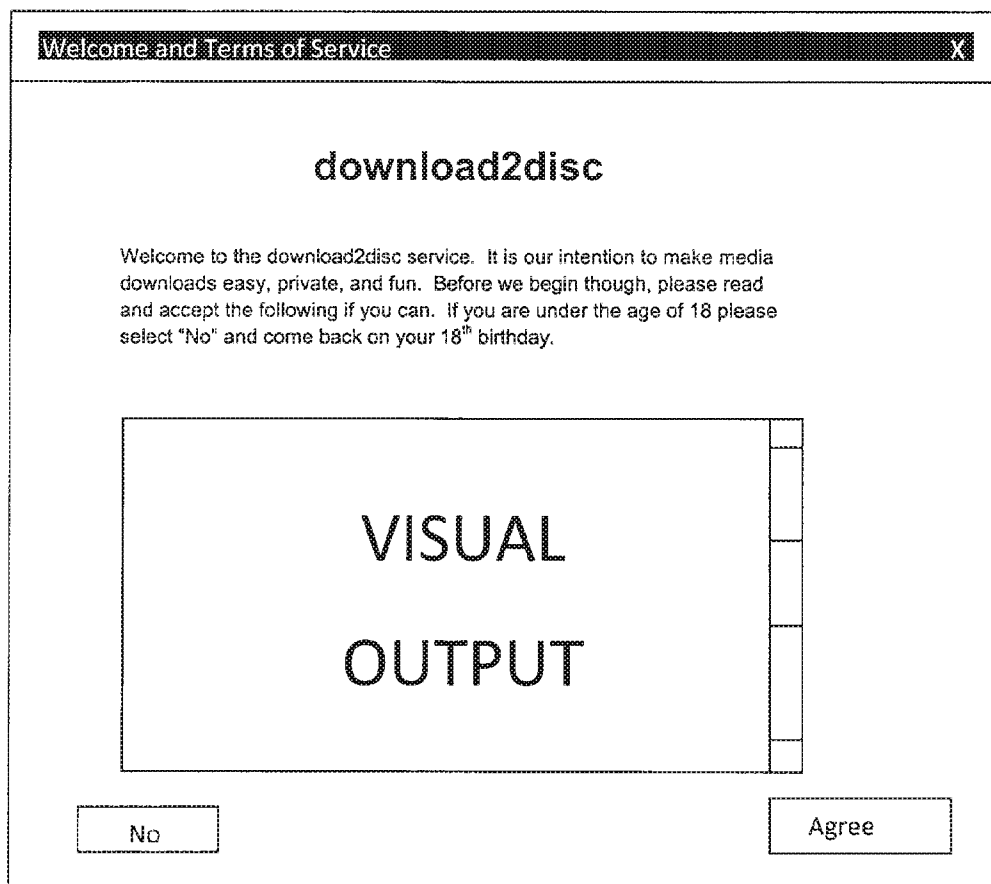 Welcome and Terms of Service X
download2disc
Welcome to the download2disc service. It is our intention to make media
downloads easy, private, and fun. Before we begin though, please read
and accept the following if you can. If you are under the age of 18 please
select "No" and come back on your 18th birthday.
VISUAL
OUTPUT
No Agree